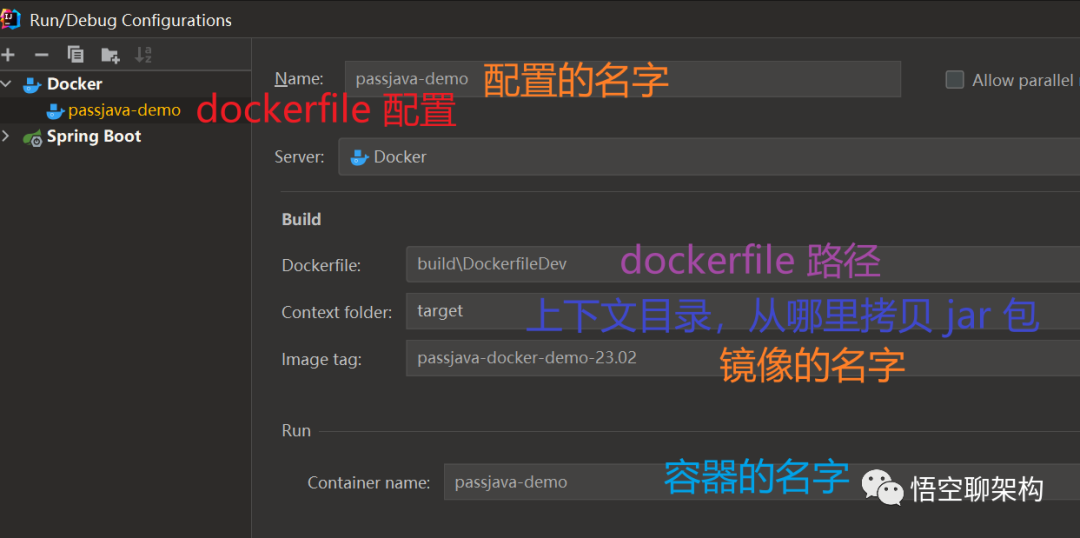 Run/Debug Configurations
Docker
passjava-demo dockerfile 配置
Spring Boot
Name: passjava-demo 配置的名字 Allow parallel
Server: Docker
Build
Dockerfile: build\DockerfileDev dockerfile 路径
Context folder: target 上下文目录，从哪里拷贝 jar 包
Image tag: passjava-docker-demo-23.02 镜像的名字
Run
Container name: passjava-demo 容器的名字
悟空聊架构